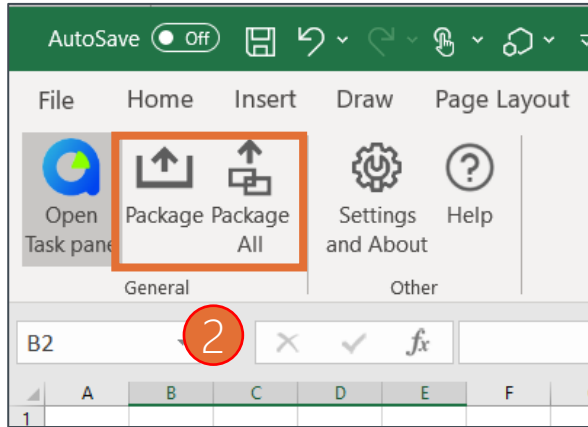 AutoSave Off
File Home Insert Draw Page Layout
Open Package Package Settings Help
Task pane All and About
General Other
B2 2 fx
A B C D E F
1